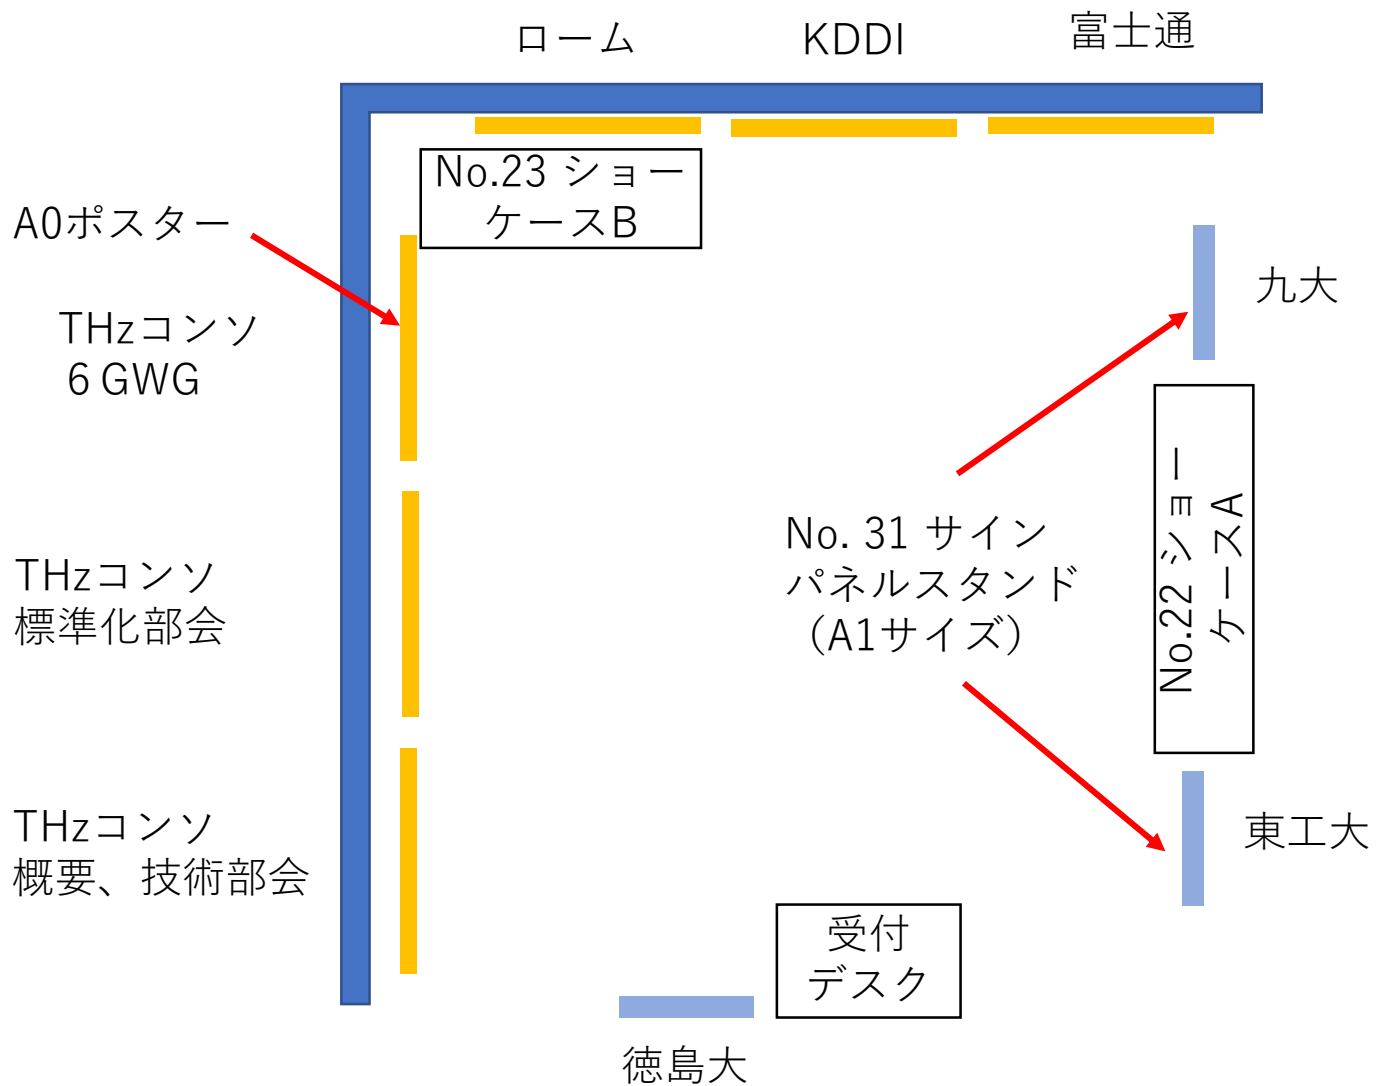 ローム
KDDI
富士通
No.23 ショー
ケースB
A0ポスター
THzコンソ
６GWG
九大
No. 31 サイン
パネルスタンド
（A1サイズ）
No.22 ショー
ケースA
THzコンソ
標準化部会
THzコンソ
概要、技術部会
東工大
受付
デスク
徳島大